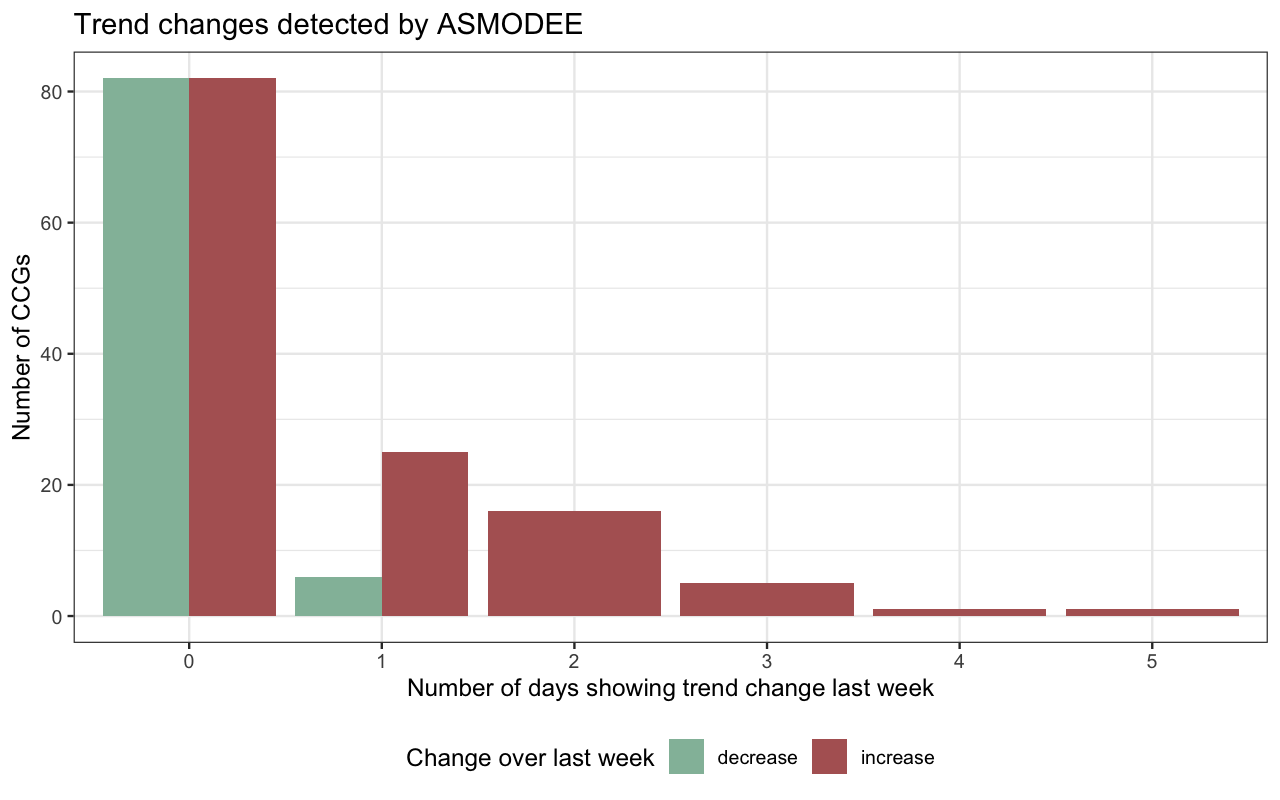 Trend changes detected by ASMODEE
80
60
40
20
0
Number of CCGs
0 1 2 3 4 5
Number of days showing trend change last week
Change over last week decrease increase